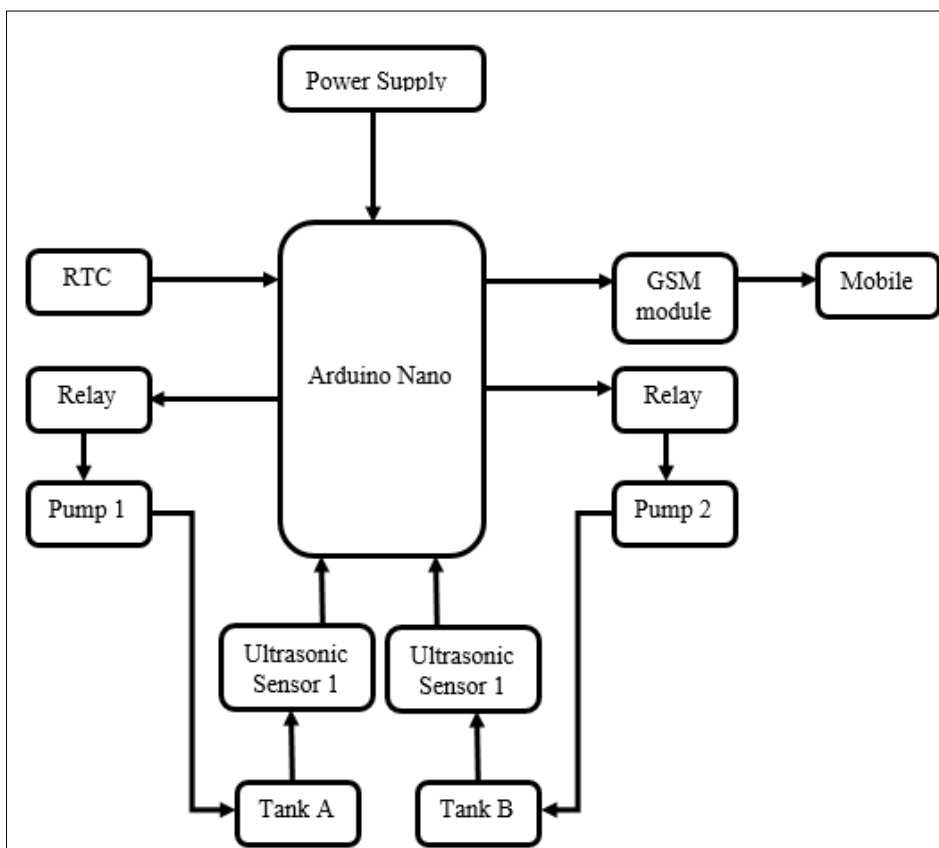 Power Supply
RTC
GSM
module
Mobile
Arduino Nano
Relay
Relay
Pump 1
Pump 2
Ultrasonic
Sensor 1
Ultrasonic
Sensor 1
Tank A
Tank B